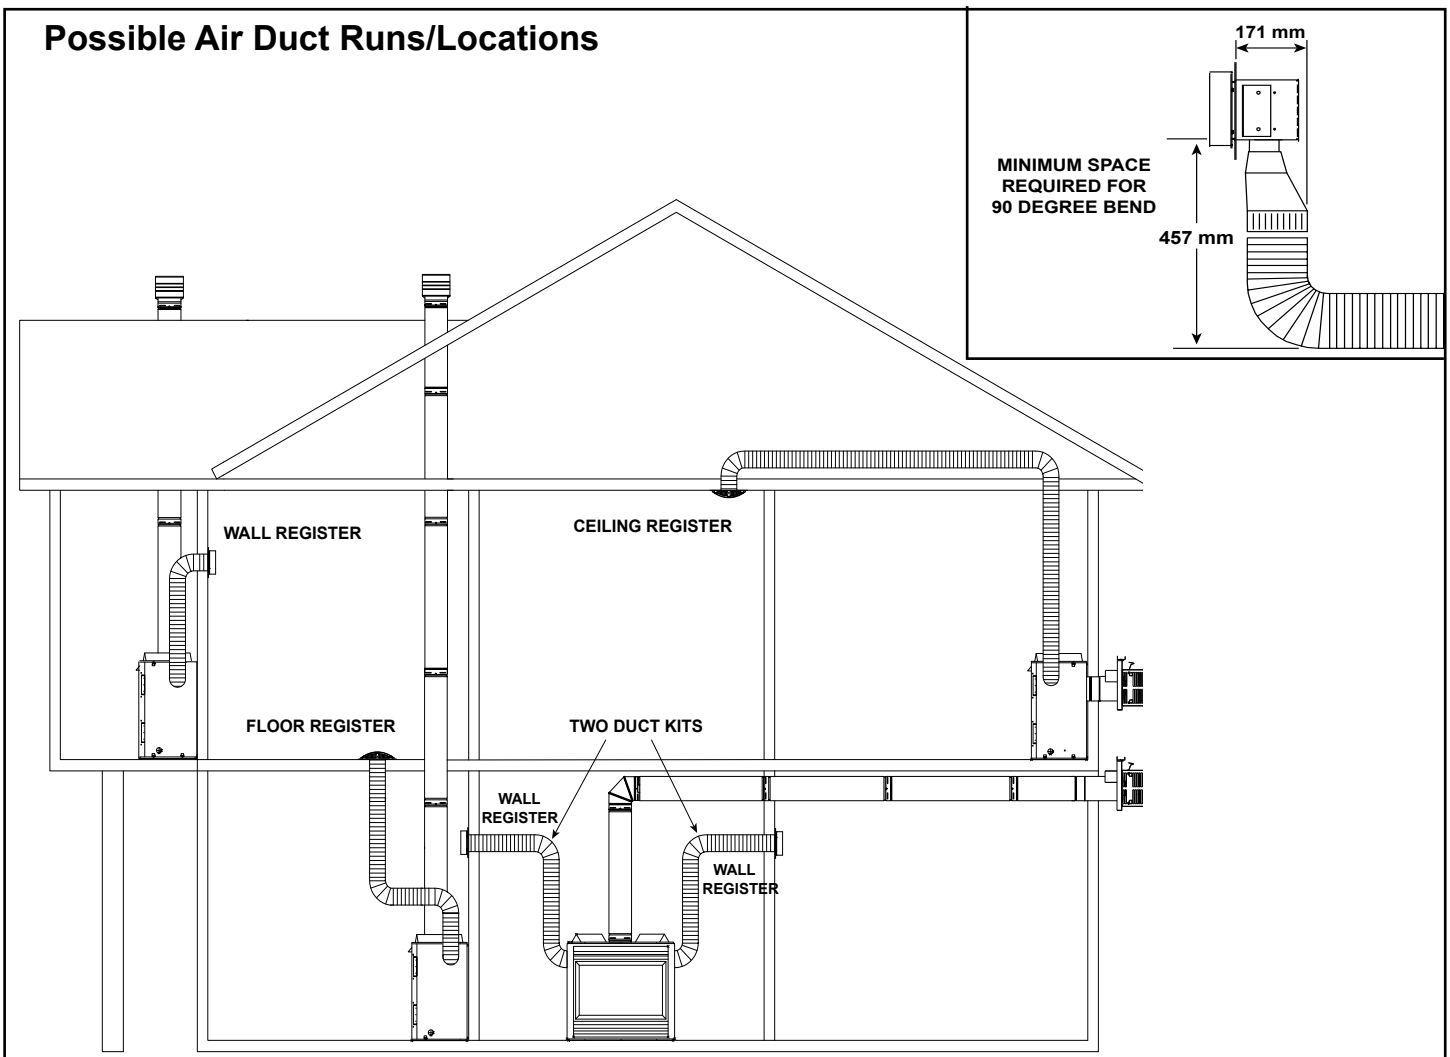 Possible Air Duct Runs/Locations
171 mm
MINIMUM SPACE
REQUIRED FOR
90 DEGREE BEND
457 mm
WALL REGISTER
CEILING REGISTER
FLOOR REGISTER
TWO DUCT KITS
WALL
REGISTER
WALL
REGISTER